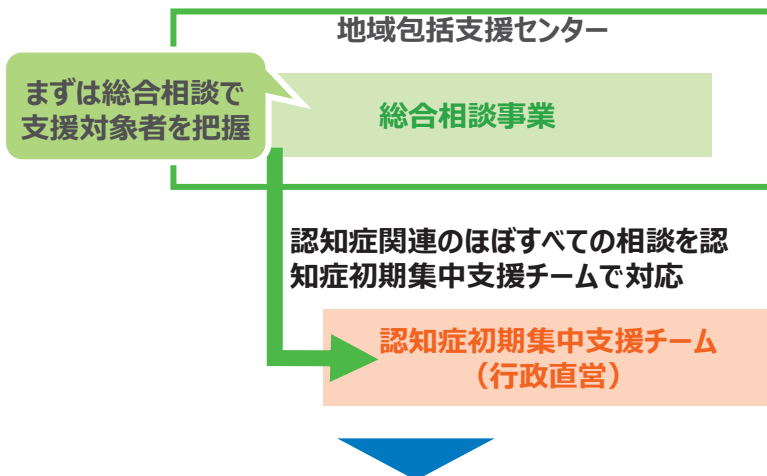 地域包括支援センター
まずは総合相談で
支援対象者を把握
総合相談事業
認知症関連のほぼすべての相談を認
知症初期集中支援チームで対応
認知症初期集中支援チーム
（行政直営）